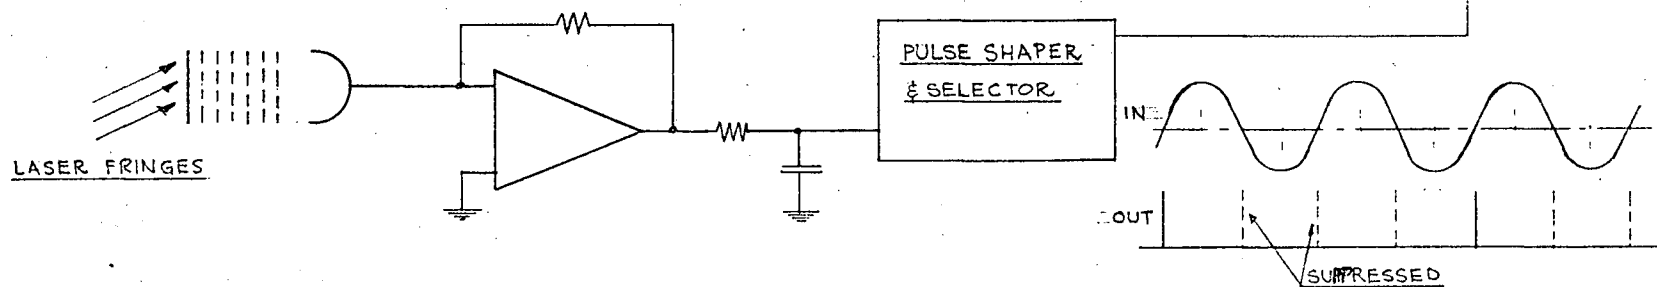 PULSE SHAPER
& SELECTOR
IN
LASER FRINGES
OUT
SUPPRESSED